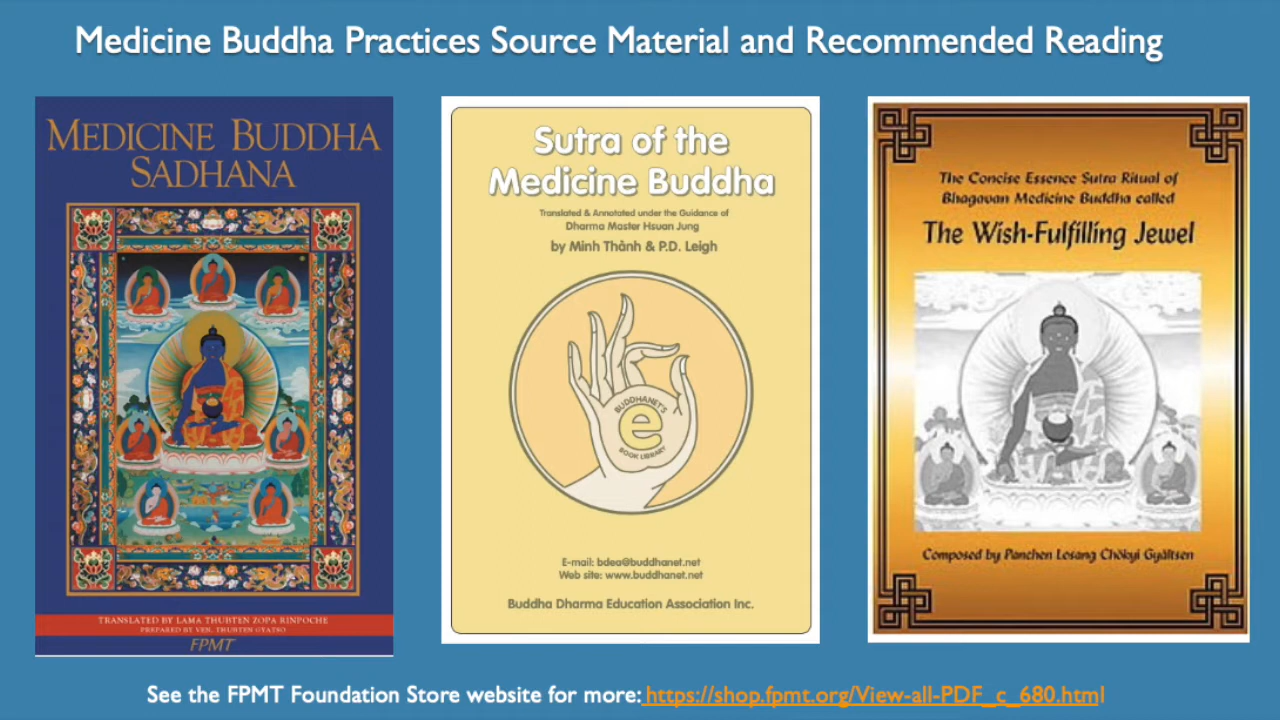 Medicine Buddha Practices Source Material and Recommended Reading
MEDICINE BUDDHA
SADHANA
TRANSLATED BY LAMA THUBTEN ZOPA RINPOCHE
PREPARED BY VEN. THUBTEN GYATSO
FPMT
Sutra of the
Medicine Buddha
Translated & Annotated under the Guidance of
Dharma Master Hsuan Jung
by Minh Thành & P.D. Leigh
BUDDHANET'S
e
BOOK LIBRARY
E-mail: bdea@buddhanet.net
Web site: www.buddhanet.net
Buddha Dharma Education Association Inc.
The Concise Essence Sutra Ritual of
Bhagavan Medicine Buddha called
The Wish-Fulfilling Jewel
Composed by Panchen Losang Chökyi Gyältsen
See the FPMT Foundation Store website for more: https://shop.fpmt.org/View-all-PDF_c_680.html